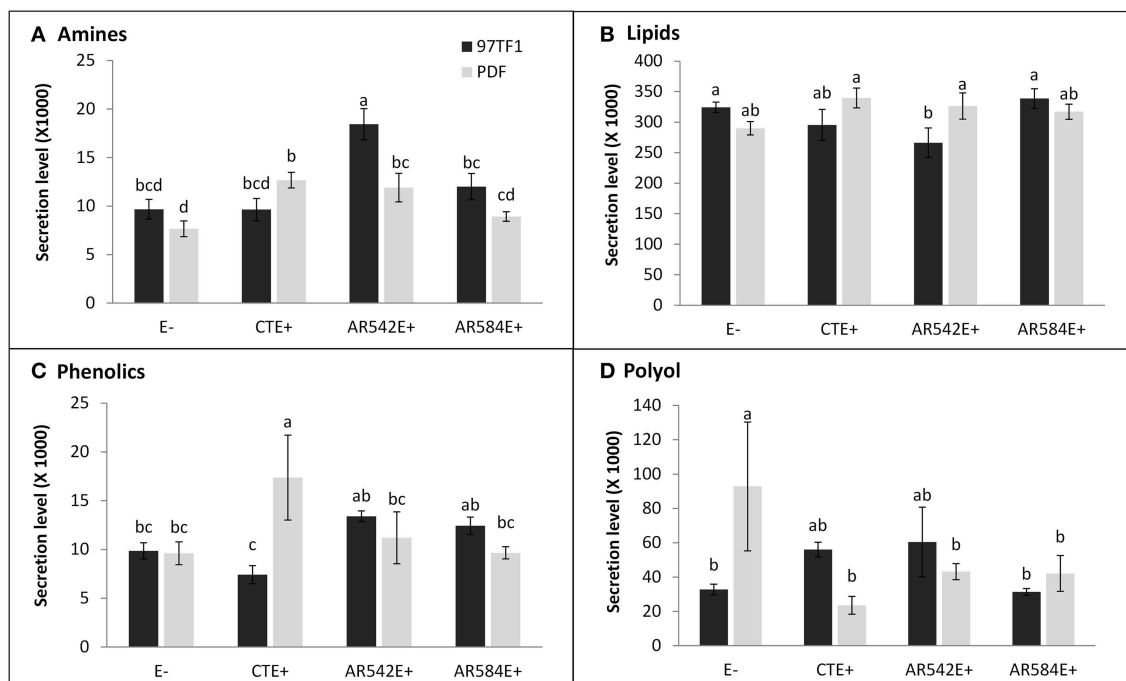 A Amines
97TF1
PDF
Secretion level (X1000)
25
20
15
10
5
0
bcd d bcd b a bc bc cd
E- CTE+ AR542E+ AR584E+
B Lipids
Secretion level (X 1000)
400
350
300
250
200
150
100
50
0
a ab ab a b a a ab
E- CTE+ AR542E+ AR584E+
C Phenolics
Secretion level (X 1000)
25
20
15
10
5
0
bc bc c a ab bc ab bc
E- CTE+ AR542E+ AR584E+
D Polyol
Secretion level (X 1000)
140
120
100
80
60
40
20
0
b a ab b ab b b b
E- CTE+ AR542E+ AR584E+